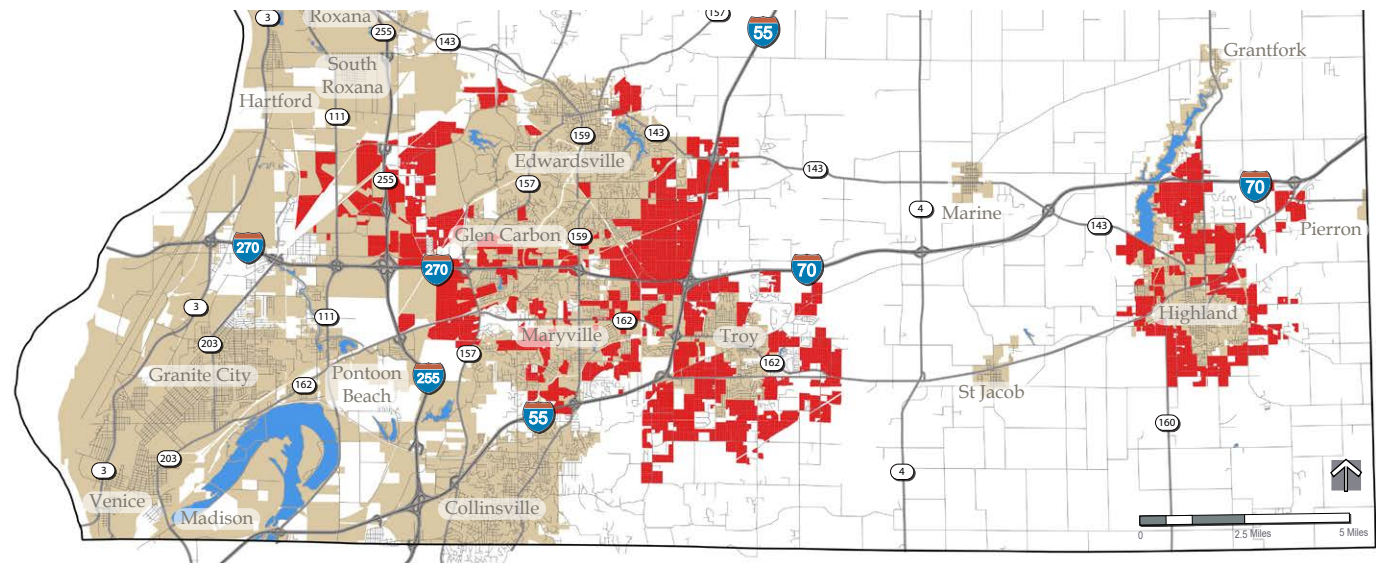 3
Roxana
255
143
157
55
Grantfork
South
Roxana
Hartford
111
159
143
Edwardsville
255
157
143
70
4
Marine
143
Pierron
270
Glen Carbon
159
270
70
3
111
162
Highland
Maryville
Troy
203
157
162
Granite City
Pontoon
Beach
255
St Jacob
162
55
160
203
3
4
Venice
Madison
Collinsville
0
2.5 Miles
5 Miles